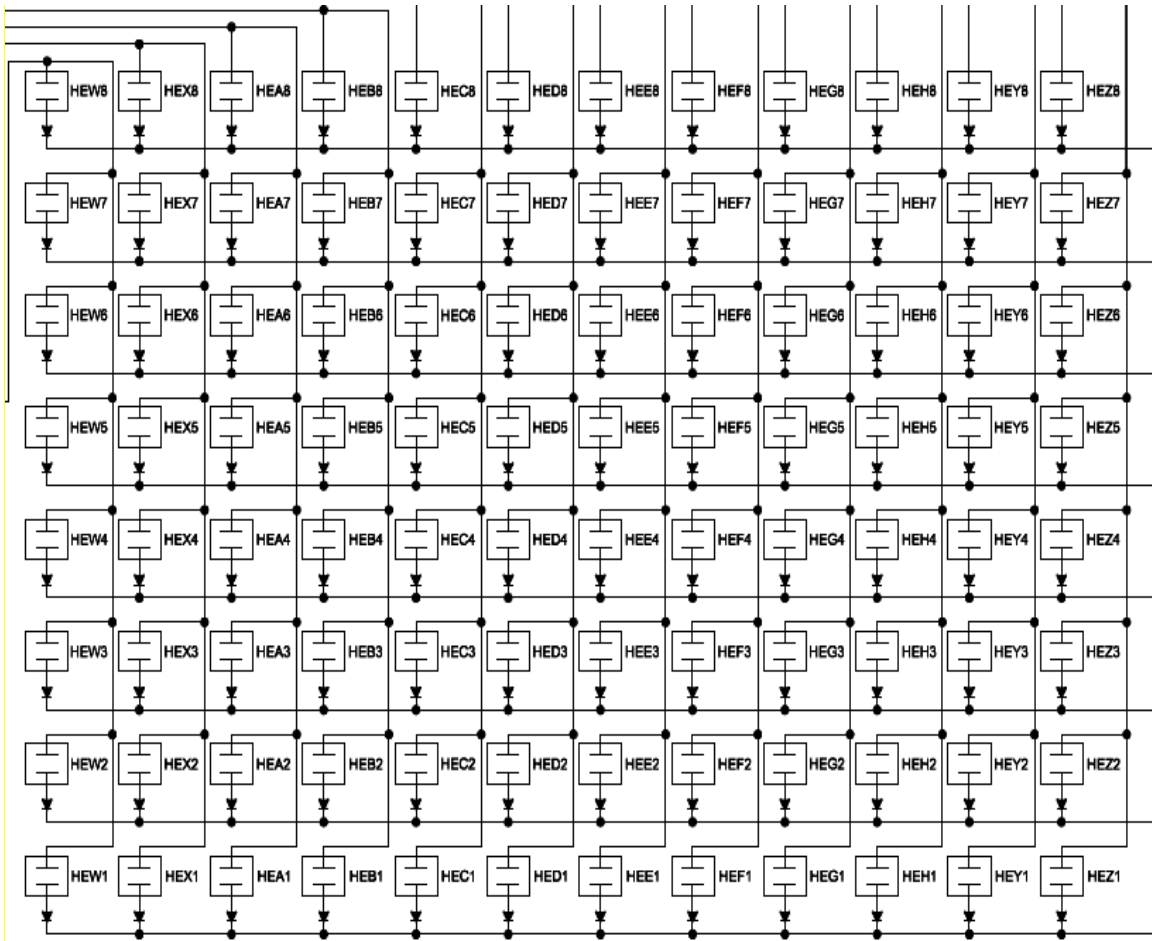 HEW8 HEX8 HEA8 HEB8 HEC8 HED8 HEE8 HEF8 HEG8 HEH8 HEY8 HEZ8
HEW7 HEX7 HEA7 HEB7 HEC7 HED7 HEE7 HEF7 HEG7 HEH7 HEY7 HEZ7
HEW6 HEX6 HEA6 HEB6 HEC6 HED6 HEE6 HEF6 HEG6 HEH6 HEY6 HEZ6
HEW5 HEX5 HEA5 HEB5 HEC5 HED5 HEE5 HEF5 HEG5 HEH5 HEY5 HEZ5
HEW4 HEX4 HEA4 HEB4 HEC4 HED4 HEE4 HEF4 HEG4 HEH4 HEY4 HEZ4
HEW3 HEX3 HEA3 HEB3 HEC3 HED3 HEE3 HEF3 HEG3 HEH3 HEY3 HEZ3
HEW2 HEX2 HEA2 HEB2 HEC2 HED2 HEE2 HEF2 HEG2 HEH2 HEY2 HEZ2
HEW1 HEX1 HEA1 HEB1 HEC1 HED1 HEE1 HEF1 HEG1 HEH1 HEY1 HEZ1